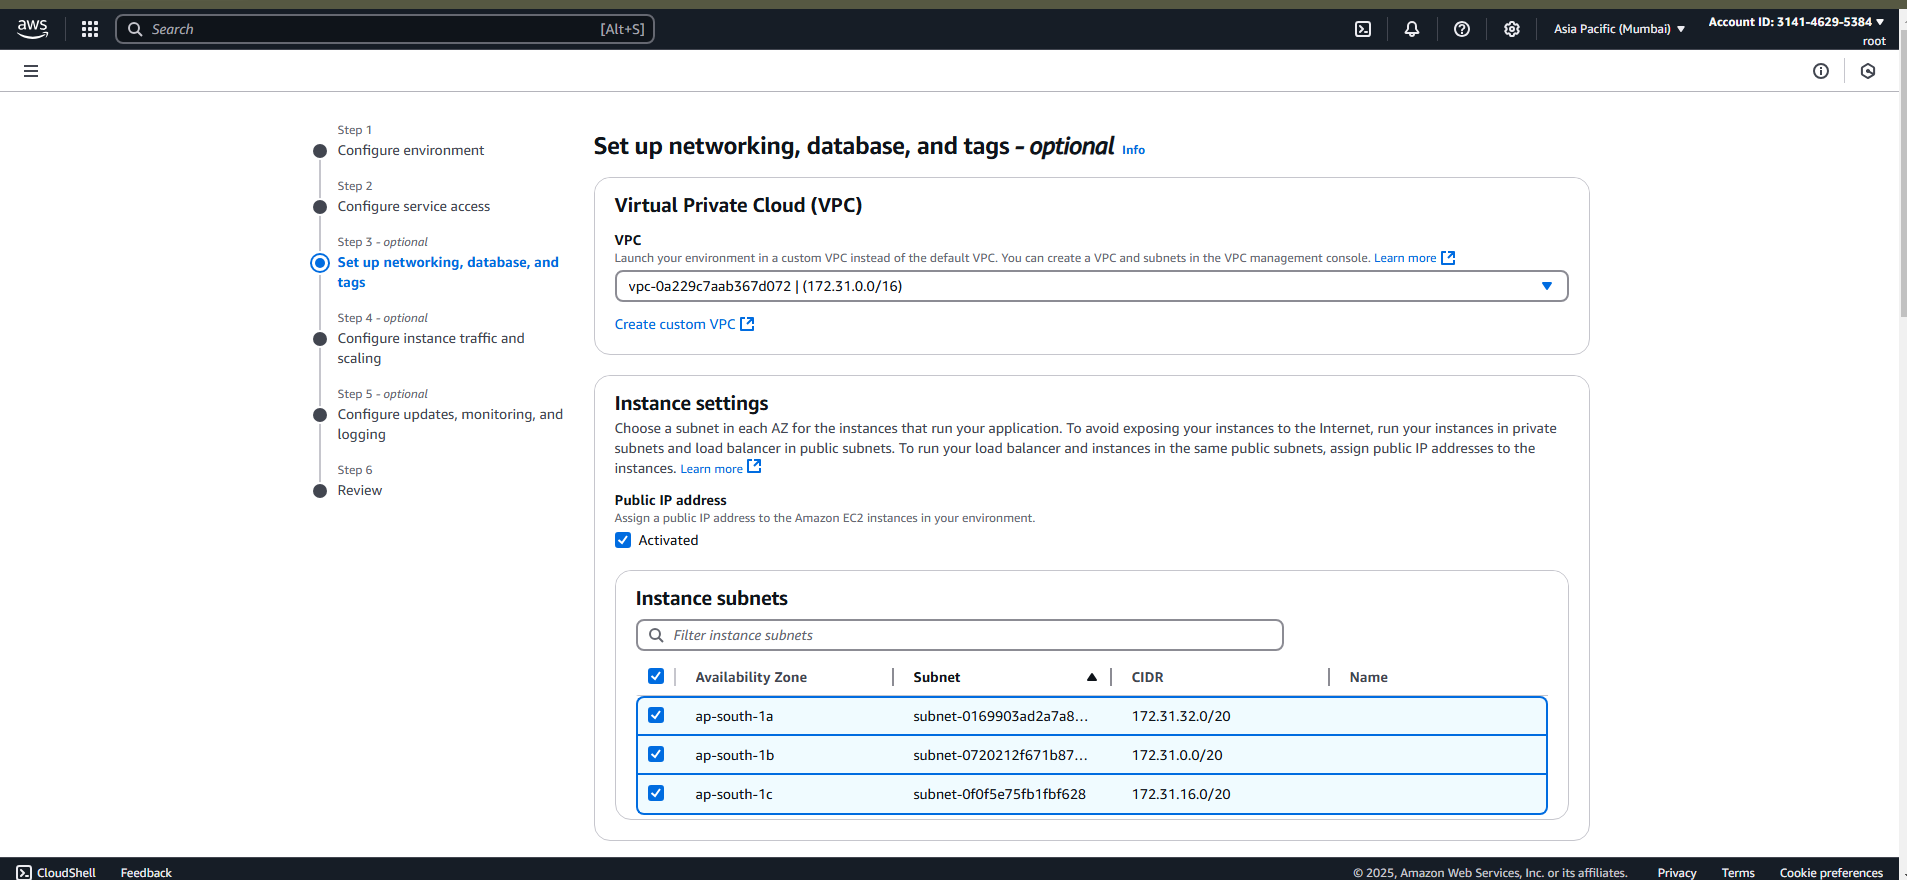 aws
Search [Alt+S]
Asia Pacific (Mumbai)
Account ID: 3141-4629-5384
root
Step 1
Configure environment
Step 2
Configure service access
Step 3 - optional
Set up networking, database, and
tags
Step 4 - optional
Configure instance traffic and
scaling
Step 5 - optional
Configure updates, monitoring, and
logging
Step 6
Review
Set up networking, database, and tags - optional Info
Virtual Private Cloud (VPC)
VPC
Launch your environment in a custom VPC instead of the default VPC. You can create a VPC and subnets in the VPC management console. Learn more
vpc-0a229c7aab367d072 | (172.31.0.0/16)
Create custom VPC
Instance settings
Choose a subnet in each AZ for the instances that run your application. To avoid exposing your instances to the Internet, run your instances in private
subnets and load balancer in public subnets. To run your load balancer and instances in the same public subnets, assign public IP addresses to the
instances. Learn more
Public IP address
Assign a public IP address to the Amazon EC2 instances in your environment.
Activated
Instance subnets
Filter instance subnets
Availability Zone Subnet CIDR Name
ap-south-1a subnet-0169903ad2a7a8... 172.31.32.0/20
ap-south-1b subnet-0720212f671b87... 172.31.0.0/20
ap-south-1c subnet-0f0f5e75fb1fbf628 172.31.16.0/20
CloudShell Feedback © 2025, Amazon Web Services, Inc. or its affiliates. Privacy Terms Cookie preferences